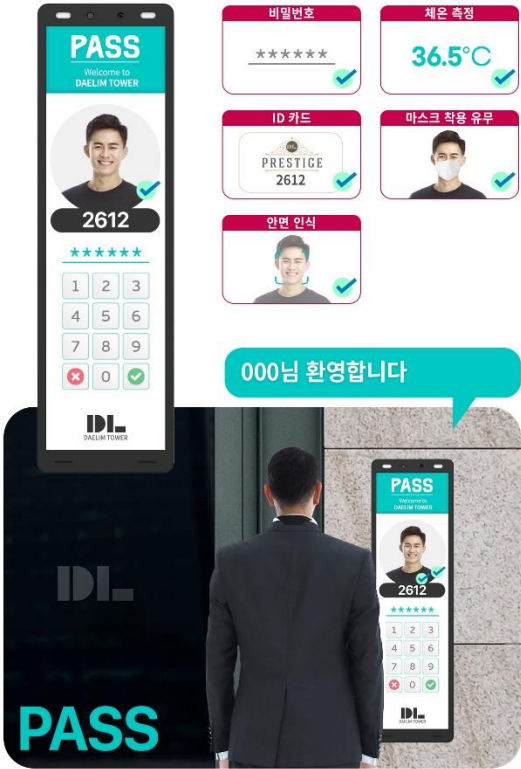 PASS
Welcome to
DAELIM TOWER
2612
******
1 2 3
4 5 6
7 8 9
0
DL
DAELIM TOWER
비밀번호
******
체온 측정
36.5°C
ID 카드
DL
PRESTIGE
2612
마스크 착용 유무
안면 인식
000님 환영합니다
DL
PASS
PASS
Welcome to
DAELIM TOWER
2612
******
1 2 3
4 5 6
7 8 9
0
DL
DAELIM TOWER